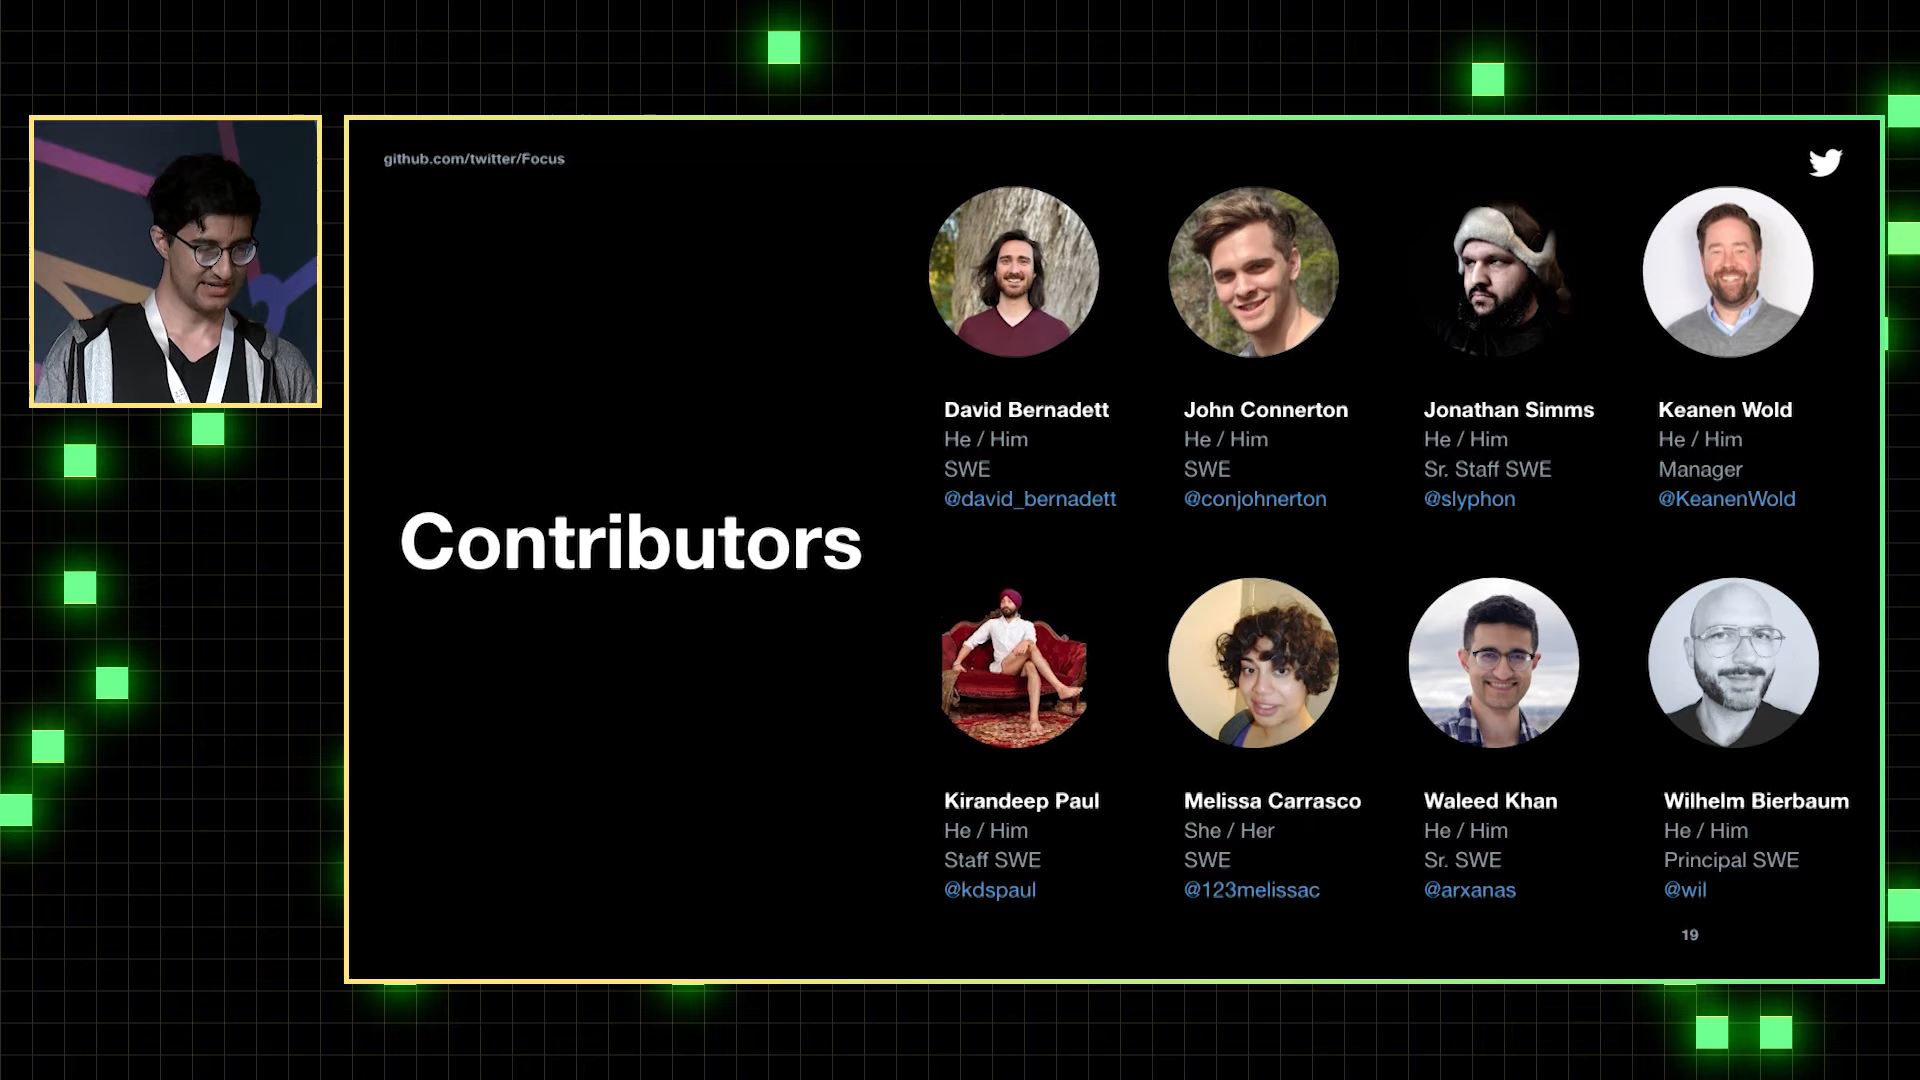 github.com/twitter/Focus
Contributors
David Bernadett
He / Him
SWE
@david_bernadett
John Connerton
He / Him
SWE
@conjohnerton
Jonathan Simms
He / Him
Sr. Staff SWE
@slyphon
Keanen Wold
He / Him
Manager
@KeanenWold
Kirandeep Paul
He / Him
Staff SWE
@kdspaul
Melissa Carrasco
She / Her
SWE
@123melissac
Waleed Khan
He / Him
Sr. SWE
@arxanas
Wilhelm Bierbaum
He / Him
Principal SWE
@wil
19